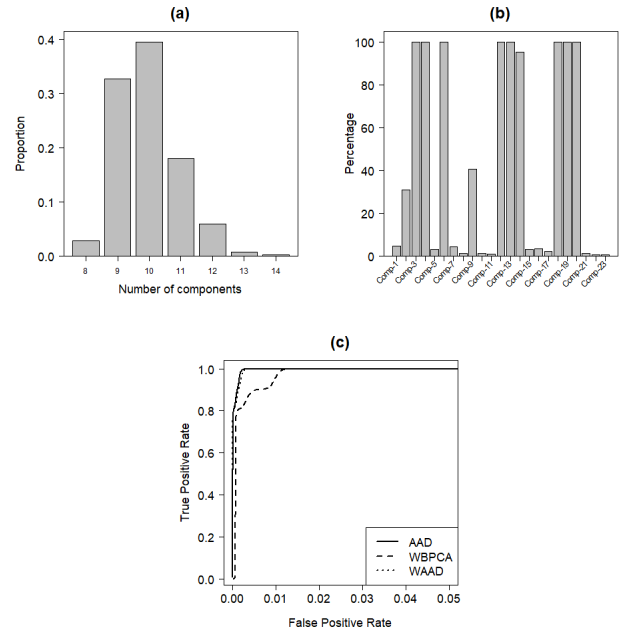 (a)
Proportion
0.4
0.3
0.2
0.1
0.0
8 9 10 11 12 13 14
Number of components
(b)
Percentage
100
80
60
40
20
0
Comp-1 Comp-3 Comp-5 Comp-7 Comp-9 Comp-11 Comp-13 Comp-15 Comp-17 Comp-19 Comp-21 Comp-23
(c)
True Positive Rate
1.0
0.8
0.6
0.4
0.2
0.0
AAD
WBPCA
WAAD
0.00 0.01 0.02 0.03 0.04 0.05
False Positive Rate